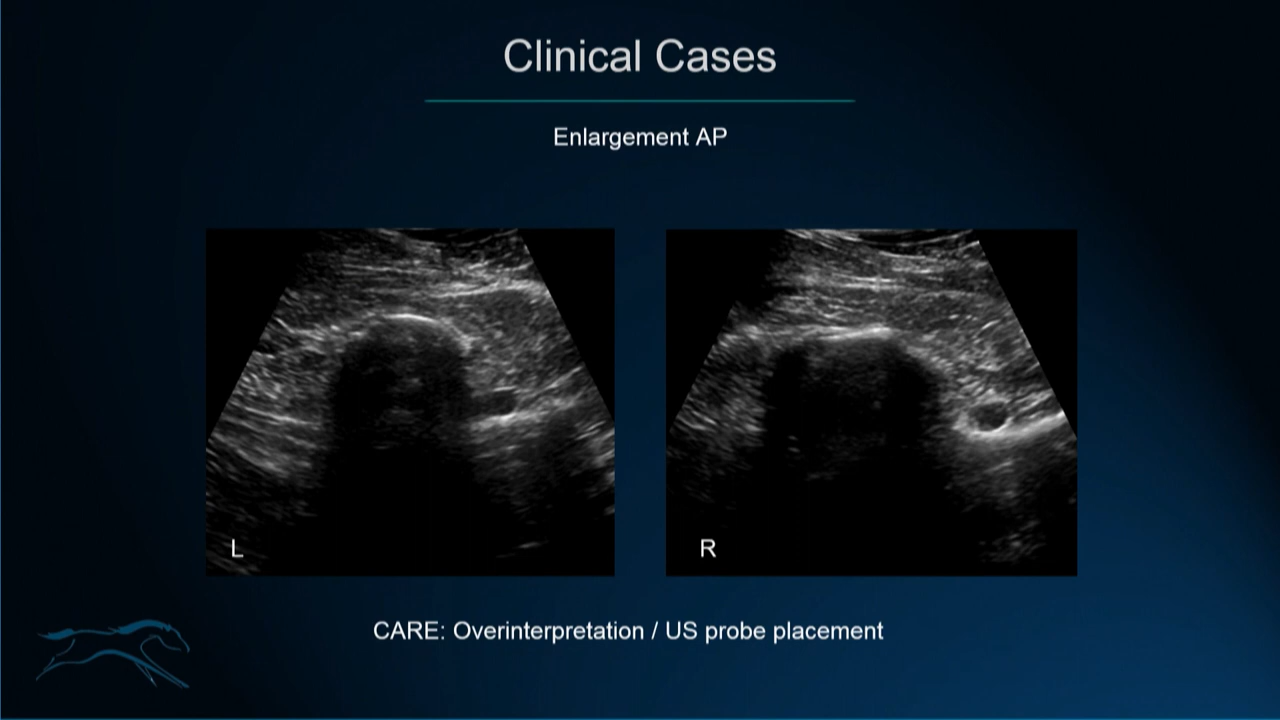 Clinical Cases
Enlargement AP
L
R
CARE: Overinterpretation / US probe placement